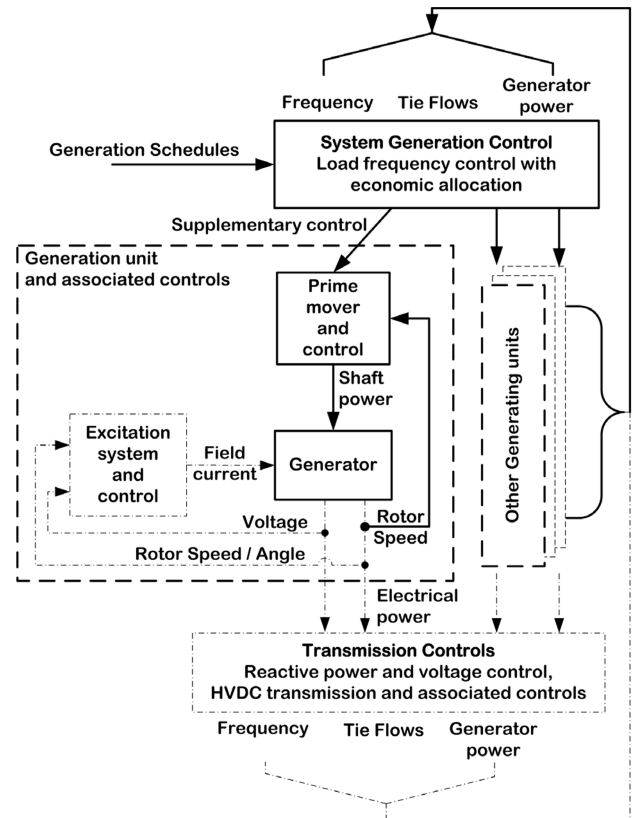 Frequency
Tie Flows
Generator
power
Generation Schedules
System Generation Control
Load frequency control with
economic allocation
Supplementary control
Generation unit
and associated controls
Prime
mover
and
control
Shaft
power
Excitation
system
and
control
Field
current
Generator
Other Generating units
Voltage
Rotor
Speed
Rotor Speed / Angle
Electrical
power
Transmission Controls
Reactive power and voltage control,
HVDC transmission and associated controls
Frequency
Tie Flows
Generator
power